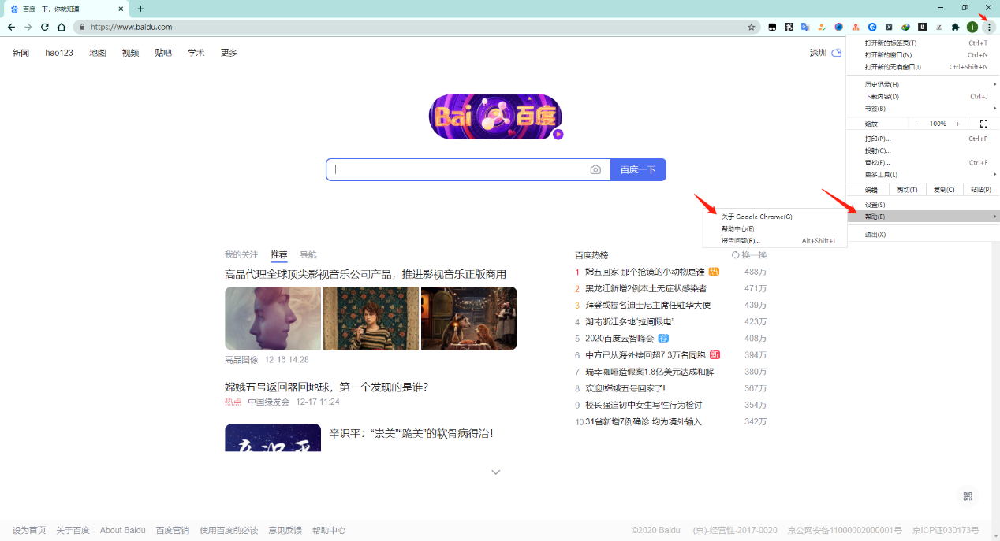 百度一下，你就知道
https://www.baidu.com
j
新闻 hao123 地图 视频 贴吧 学术 更多
深圳
打开新的标签页(T) Ctrl+T
打开新的窗口(N) Ctrl+N
打开新的无痕窗口(I) Ctrl+Shift+N
历史记录(H)
下载内容(D) Ctrl+J
书签(B)
缩放 - 100% +
打印(P)... Ctrl+P
投射(C)...
查找(F)... Ctrl+F
更多工具(L)
编辑 剪切(T) 复制(C) 粘贴(P)
设置(S)
帮助(E)
退出(X)
关于 Google Chrome(G)
帮助中心(E)
报告问题(R)... Alt+Shift+I
Bai 百度
百度一下
我的关注 推荐 导航
高品代理全球顶尖影视音乐公司产品，推进影视音乐正版商用
高品图像 12-16 14:28
嫦娥五号返回器回地球，第一个发现的是谁？
热点 中国绿发会 12-17 11:24
辛识平：“崇美”“跪美”的软骨病得治！
百度热榜 换一换
1 嫦五回家 那个抢镜的小动物是谁 热 488万
2 黑龙江新增2例本土无症状感染者 471万
3 拜登或提名迪士尼主席任驻华大使 439万
4 湖南浙江多地“拉闸限电” 423万
5 2020百度云智峰会 荐 408万
6 中方已从海外接回超7.3万名同胞 新 394万
7 瑞幸咖啡造假案1.8亿美元达成和解 380万
8 欢迎!嫦娥五号回家了! 367万
9 校长强迫初中女生写性行为检讨 354万
10 31省新增7例确诊 均为境外输入 342万
设为首页 关于百度 About Baidu 百度营销 使用百度前必读 意见反馈 帮助中心
©2020 Baidu (京)-经营性-2017-0020 京公网安备11000002000001号 京ICP证030173号